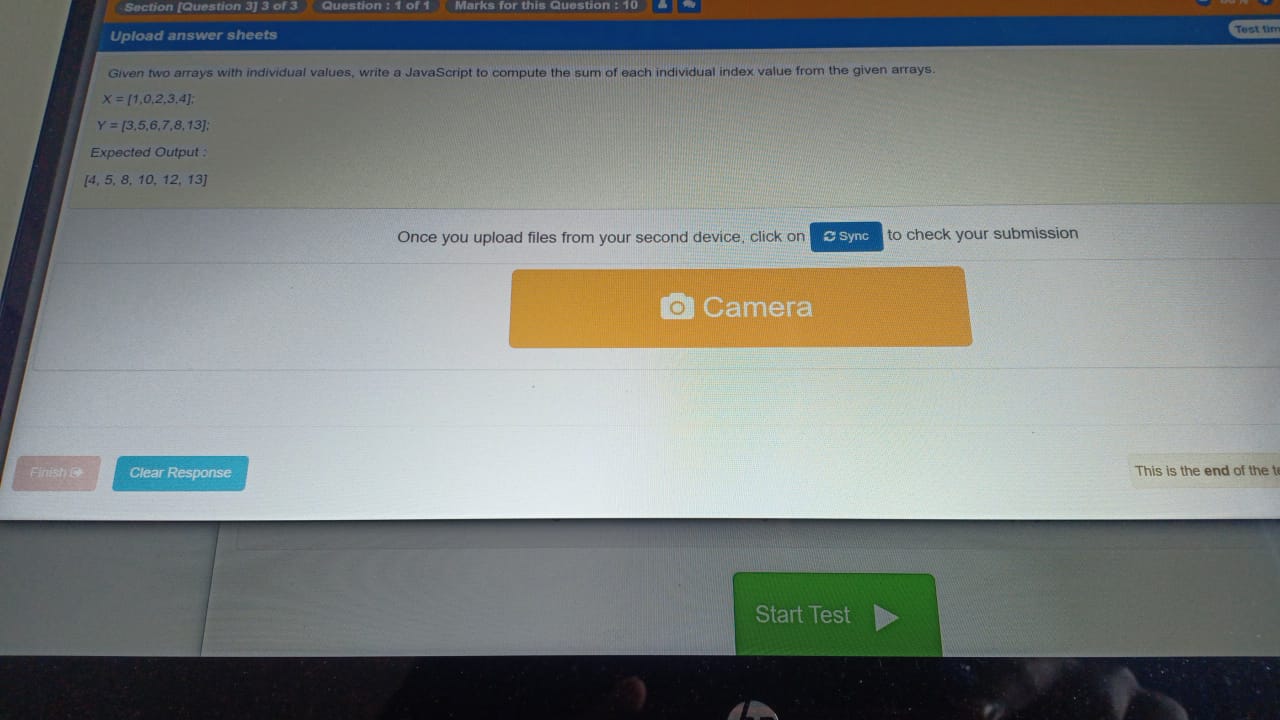 Section [Question 3] 3 of 3 Question : 1 of 1 Marks for this Question : 10
Upload answer sheets
Test tim
Given two arrays with individual values, write a JavaScript to compute the sum of each individual index value from the given arrays.
X = [1,0,2,3,4];
Y = [3,5,6,7,8,13];
Expected Output :
[4, 5, 8, 10, 12, 13]
Once you upload files from your second device, click on Sync to check your submission
Camera
Finish Clear Response
This is the end of the te
Start Test
hp